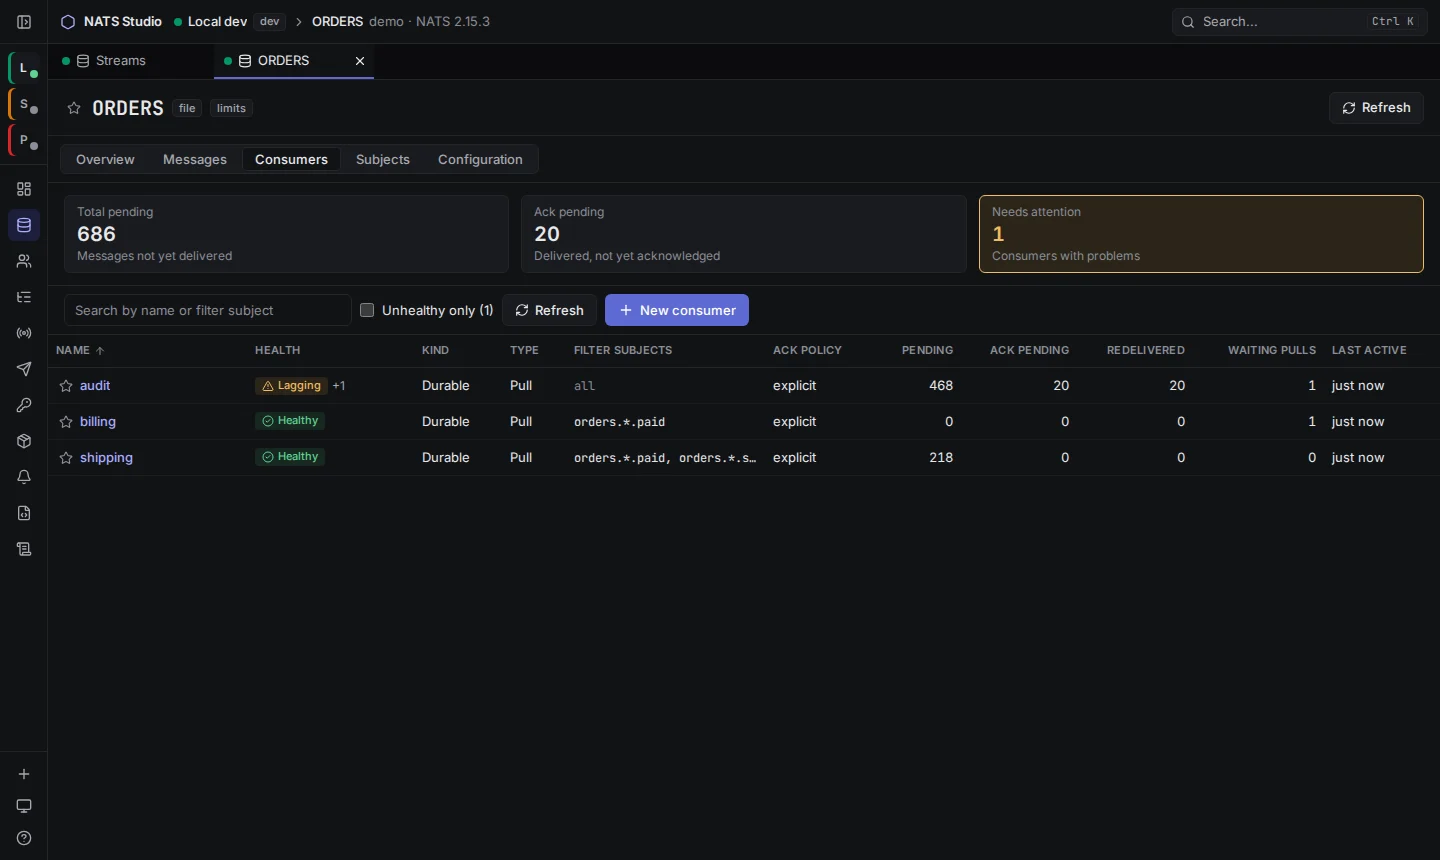 NATS Studio Local dev dev > ORDERS demo · NATS 2.15.3 Search... Ctrl K
L
S
P
Streams ORDERS
ORDERS file limits Refresh
Overview Messages Consumers Subjects Configuration
Total pending Ack pending Needs attention
686 20 1
Messages not yet delivered Delivered, not yet acknowledged Consumers with problems
Search by name or filter subject Unhealthy only (1) Refresh New consumer
NAME HEALTH KIND TYPE FILTER SUBJECTS ACK POLICY PENDING ACK PENDING REDELIVERED WAITING PULLS LAST ACTIVE
audit Lagging +1 Durable Pull all explicit 468 20 20 1 just now
billing Healthy Durable Pull orders.*.paid explicit 0 0 0 1 just now
shipping Healthy Durable Pull orders.*.paid, orders.*.s… explicit 218 0 0 0 just now